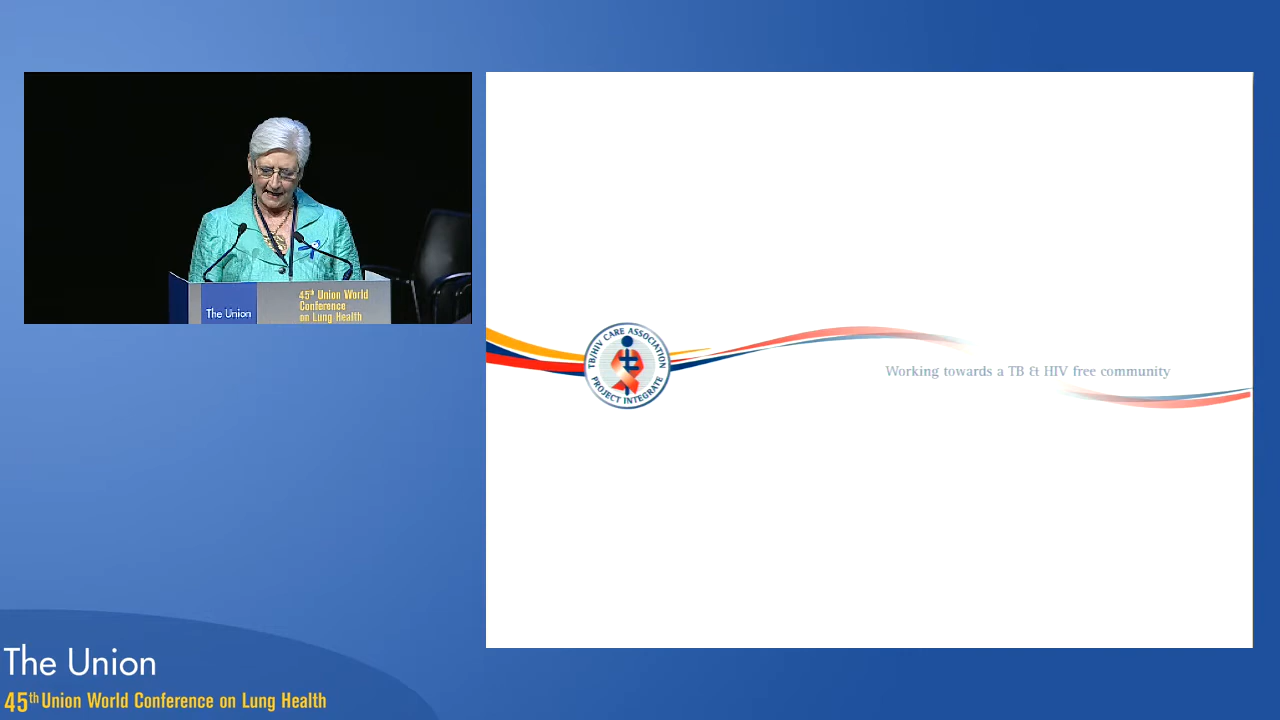 The Union
45th Union World
Conference
on Lung Health
TB/HIV CARE ASSOCIATION
PROJECT INTEGRATE
Working towards a TB & HIV free community
The Union
45th Union World Conference on Lung Health